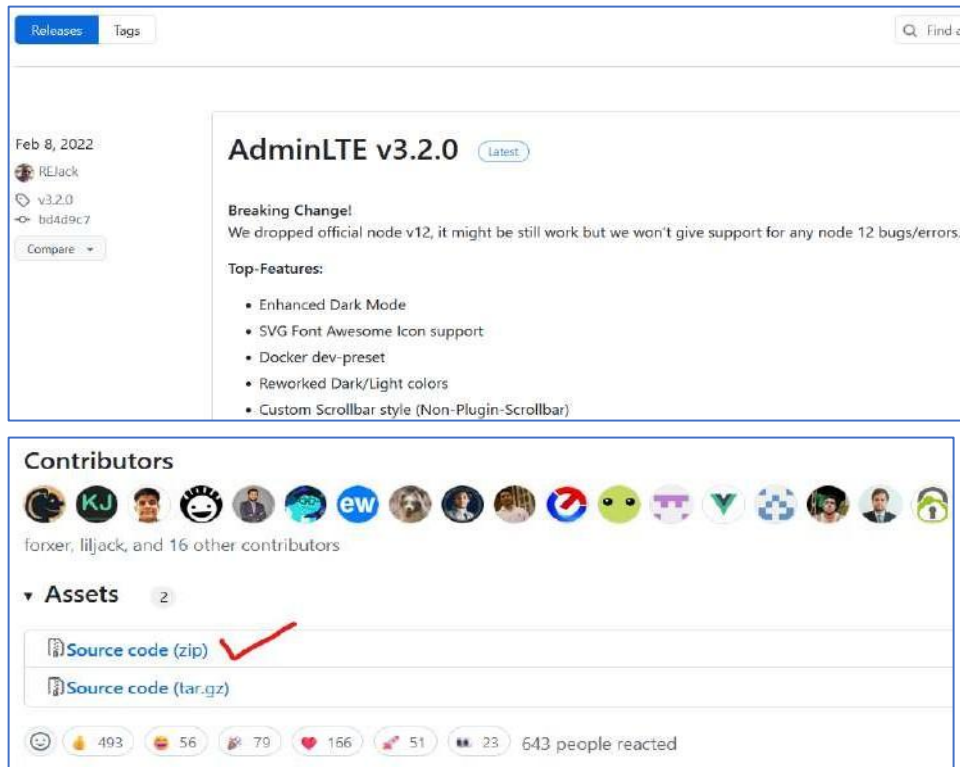 Releases Tags
Find a
Feb 8, 2022
REJack
v3.2.0
bd4d9c7
Compare
AdminLTE v3.2.0 Latest
Breaking Change!
We dropped official node v12, it might be still work but we won't give support for any node 12 bugs/errors.
Top-Features:
• Enhanced Dark Mode
• SVG Font Awesome Icon support
• Docker dev-preset
• Reworked Dark/Light colors
• Custom Scrollbar style (Non-Plugin-Scrollbar)
Contributors
KJ ew
forxer, liljack, and 16 other contributors
Assets 2
Source code (zip)
Source code (tar.gz)
493 56 79 166 51 23 643 people reacted